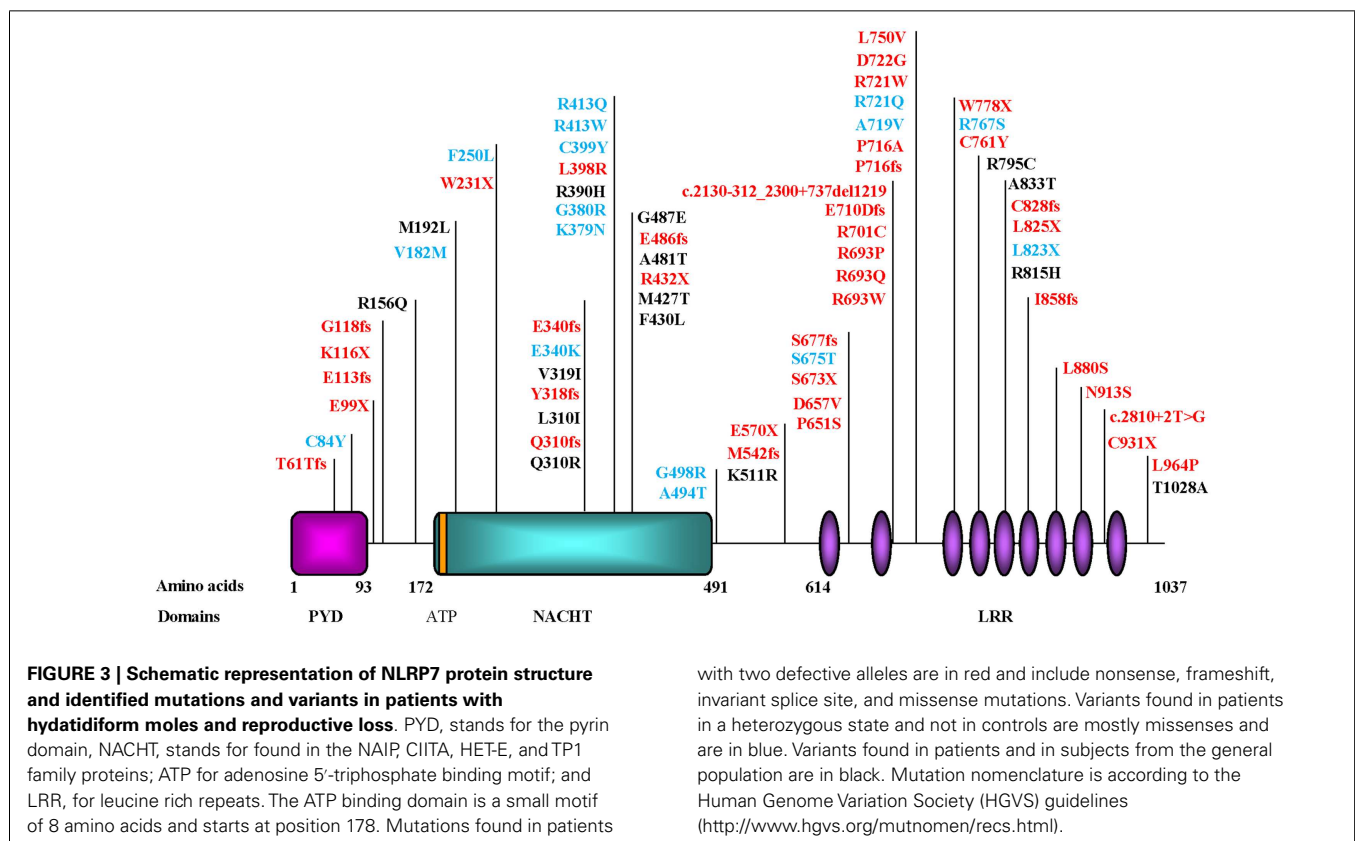 L750V
D722G
R721W
R721Q
A719V
P716A
P716fs
c.2130-312_2300+737del1219
E710Dfs
R701C
R693P
R693Q
R693W
R413Q
R413W
C399Y
L398R
R390H
G380R
K379N
F250L
W231X
M192L
V182M
R156Q
G118fs
K116X
E113fs
E99X
C84Y
T61Tfs
E340fs
E340K
V319I
Y318fs
L310I
Q310fs
Q310R
G487E
E486fs
A481T
R432X
M427T
F430L
G498R
A494T
E570X
M542fs
K511R
S677fs
S675T
S673X
D657V
P651S
W778X
R767S
C761Y
R795C
A833T
C828fs
L825X
L823X
R815H
I858fs
L880S
N913S
c.2810+2T>G
C931X
L964P
T1028A
Amino acids 1 93 172 491 614 1037
Domains PYD ATP NACHT LRR
FIGURE 3 | Schematic representation of NLRP7 protein structure
and identified mutations and variants in patients with
hydatidiform moles and reproductive loss. PYD, stands for the pyrin
domain, NACHT, stands for found in the NAIP, CIITA, HET-E, and TP1
family proteins; ATP for adenosine 5′-triphosphate binding motif; and
LRR, for leucine rich repeats. The ATP binding domain is a small motif
of 8 amino acids and starts at position 178. Mutations found in patients
with two defective alleles are in red and include nonsense, frameshift,
invariant splice site, and missense mutations. Variants found in patients
in a heterozygous state and not in controls are mostly missenses and
are in blue. Variants found in patients and in subjects from the general
population are in black. Mutation nomenclature is according to the
Human Genome Variation Society (HGVS) guidelines
(http://www.hgvs.org/mutnomen/recs.html).